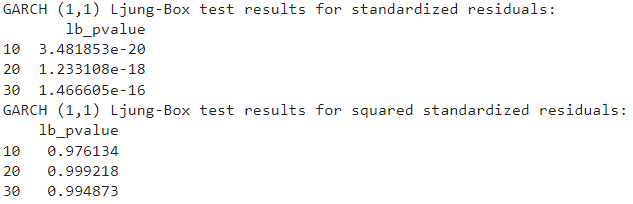 GARCH (1,1) Ljung-Box test results for standardized residuals:
lb_pvalue
10 3.481853e-20
20 1.233108e-18
30 1.466605e-16
GARCH (1,1) Ljung-Box test results for squared standardized residuals:
lb_pvalue
10 0.976134
20 0.999218
30 0.994873